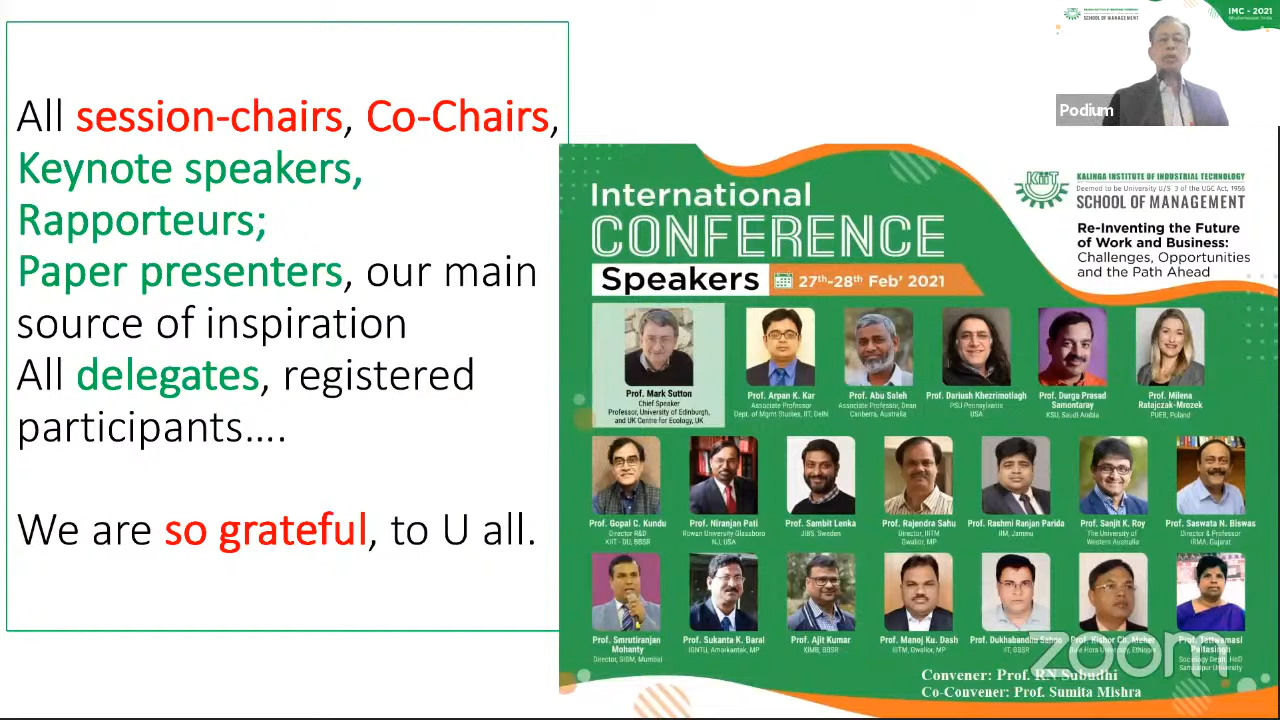 All session-chairs, Co-Chairs,
Keynote speakers,
Rapporteurs;
Paper presenters, our main
source of inspiration
All delegates, registered
participants....
We are so grateful, to U all.
SCHOOL OF MANAGEMENT
IMC - 2021
Podium
International
CONFERENCE
Speakers
27th-28th Feb' 2021
KiiT
KALINGA INSTITUTE OF INDUSTRIAL TECHNOLOGY
Deemed to be University U/S 3 of the UGC Act, 1956
SCHOOL OF MANAGEMENT
Re-Inventing the Future
of Work and Business:
Challenges, Opportunities
and the Path Ahead
Prof. Mark Sutton
Chief Speaker
Professor, University of Edinburgh,
and UK Centre for Ecology, UK
Prof. Arpan K. Kar
Associate Professor
Dept. of Mgmt Studies, IIT, Delhi
Prof. Abu Saleh
Associate Professor, Dean
Canberra, Australia
Prof. Dariush Khezrimotlagh
PSU Pennsylvania
USA
Prof. Durga Prasad
Samontaray
KSU, Saudi Arabia
Prof. Milena
Ratajczak-Mrozek
PUEB, Poland
Prof. Gopal C. Kundu
Director R&D
KIIT - DU, BBSR
Prof. Niranjan Pati
Rowan University Glassboro
NJ, USA
Prof. Sambit Lenka
JIBS, Sweden
Prof. Rajendra Sahu
Director, IIITM
Gwalior, MP
Prof. Rashmi Ranjan Parida
IIM, Jammu
Prof. Sanjit K. Roy
The University of
Western Australia
Prof. Saswata N. Biswas
Director & Professor
IRMA, Gujarat
Prof. Smrutiranjan
Mohanty
Director, SIBM, Mumbai
Prof. Sukanta K. Baral
IGNTU, Amarkantak, MP
Prof. Ajit Kumar
XIMB, BBSR
Prof. Manoj Ku. Dash
IIITM, Gwalior, MP
Prof. Dukhabandhu Sahoo
IIT, BBSR
Prof. Kishor Ch. Meher
Bule Hora University, Ethiopia
Prof. Tattwamasi
Paltasingh
Sociology Dept, HoD
Sambalpur University
zoom
Convener: Prof. RN Subudhi
Co-Convener: Prof. Sumita Mishra